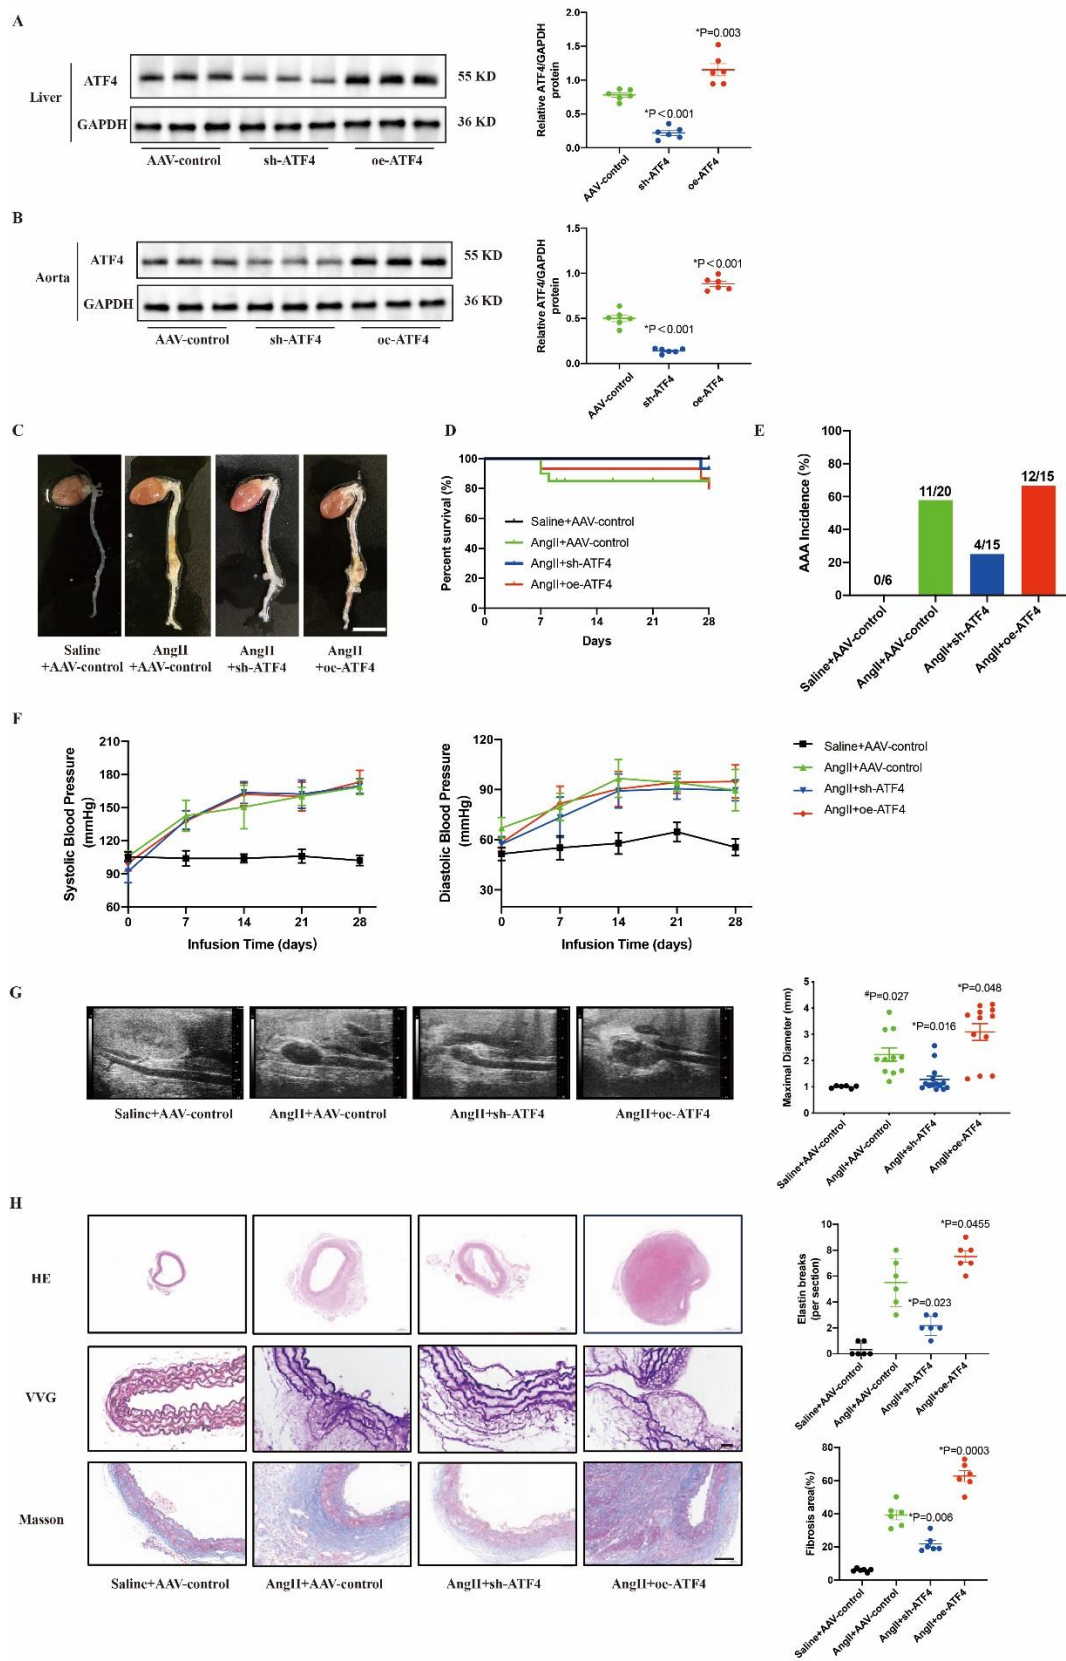 A
Liver
ATF4
55 KD
GAPDH
36 KD
AAV-control
sh-ATF4
oe-ATF4
Relative ATF4/GAPDH
protein
2.0
1.5
1.0
0.5
0.0
*P=0.003
*P<0.001
AAV-control
sh-ATF4
oe-ATF4
B
Aorta
ATF4
55 KD
GAPDH
36 KD
AAV-control
sh-ATF4
oe-ATF4
Relative ATF4/GAPDH
protein
1.5
1.0
0.5
0.0
*P<0.001
*P<0.001
AAV-control
sh-ATF4
oe-ATF4
C
Saline
+AAV-control
AngII
+AAV-control
AngII
+sh-ATF4
AngII
+oe-ATF4
D
Percent survival (%)
100
80
60
40
20
0
Saline+AAV-control
AngII+AAV-control
AngII+sh-ATF4
AngII+oe-ATF4
0
7
14
21
28
Days
E
AAA Incidence (%)
100
80
60
40
20
0
0/6
11/20
4/15
12/15
Saline+AAV-control
AngII+AAV-control
AngII+sh-ATF4
AngII+oe-ATF4
F
Systolic Blood Pressure
(mmHg)
210
180
150
120
90
60
0
7
14
21
28
Infusion Time (days)
Diastolic Blood Pressure
(mmHg)
120
90
60
30
0
7
14
21
28
Infusion Time (days)
Saline+AAV-control
AngII+AAV-control
AngII+sh-ATF4
AngII+oe-ATF4
G
Saline+AAV-control
AngII+AAV-control
AngII+sh-ATF4
AngII+oe-ATF4
Maximal Diameter (mm)
5
4
3
2
1
0
#P=0.027
*P=0.016
*P=0.048
Saline+AAV-control
AngII+AAV-control
AngII+sh-ATF4
AngII+oe-ATF4
H
HE
VVG
Masson
Saline+AAV-control
AngII+AAV-control
AngII+sh-ATF4
AngII+oe-ATF4
Elastin breaks
(per section)
10
8
6
4
2
0
*P=0.0455
*P=0.023
Saline+AAV-control
AngII+AAV-control
AngII+sh-ATF4
AngII+oe-ATF4
Fibrosis area(%)
80
60
40
20
0
*P=0.0003
*P=0.006
Saline+AAV-control
AngII+AAV-control
AngII+sh-ATF4
AngII+oe-ATF4